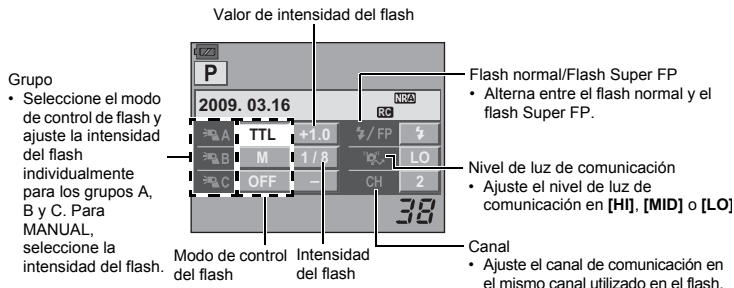 Valor de intensidad del flash
Grupo
• Seleccione el modo
de control de flash y
ajuste la intensidad
del flash
individualmente
para los grupos A,
B y C. Para
MANUAL,
seleccione la
intensidad del flash.
P
2009. 03.16
NR
RC
A TTL +1.0 /FP
B M 1 / 8 LO
C OFF – CH 2
38
Modo de control
del flash
Intensidad
del flash
Flash normal/Flash Super FP
• Alterna entre el flash normal y el
flash Super FP.
Nivel de luz de comunicación
• Ajuste el nivel de luz de
comunicación en [HI], [MID] o [LO]
Canal
• Ajuste el canal de comunicación en
el mismo canal utilizado en el flash.